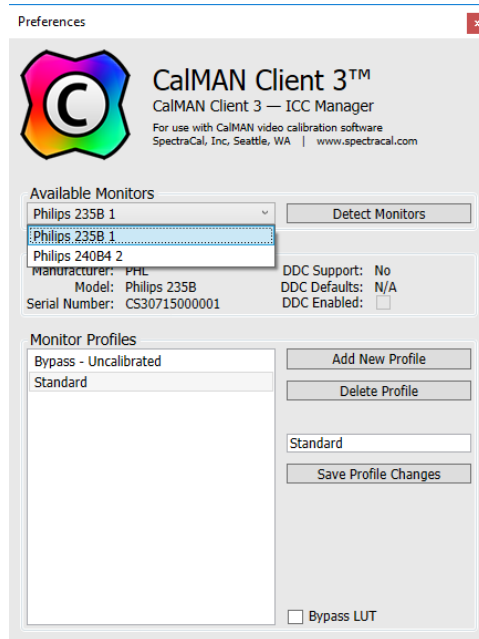 Preferences
x
C
CalMAN Client 3™
CalMAN Client 3 — ICC Manager
For use with CalMAN video calibration software
SpectraCal, Inc, Seattle, WA | www.spectracal.com
Available Monitors
Philips 235B 1
Detect Monitors
Philips 235B 1
Philips 240B4 2
Manufacturer: PHL
DDC Support: No
Model: Philips 235B
DDC Defaults: N/A
Serial Number: CS30715000001
DDC Enabled:
Monitor Profiles
Bypass - Uncalibrated
Add New Profile
Standard
Delete Profile
Standard
Save Profile Changes
Bypass LUT